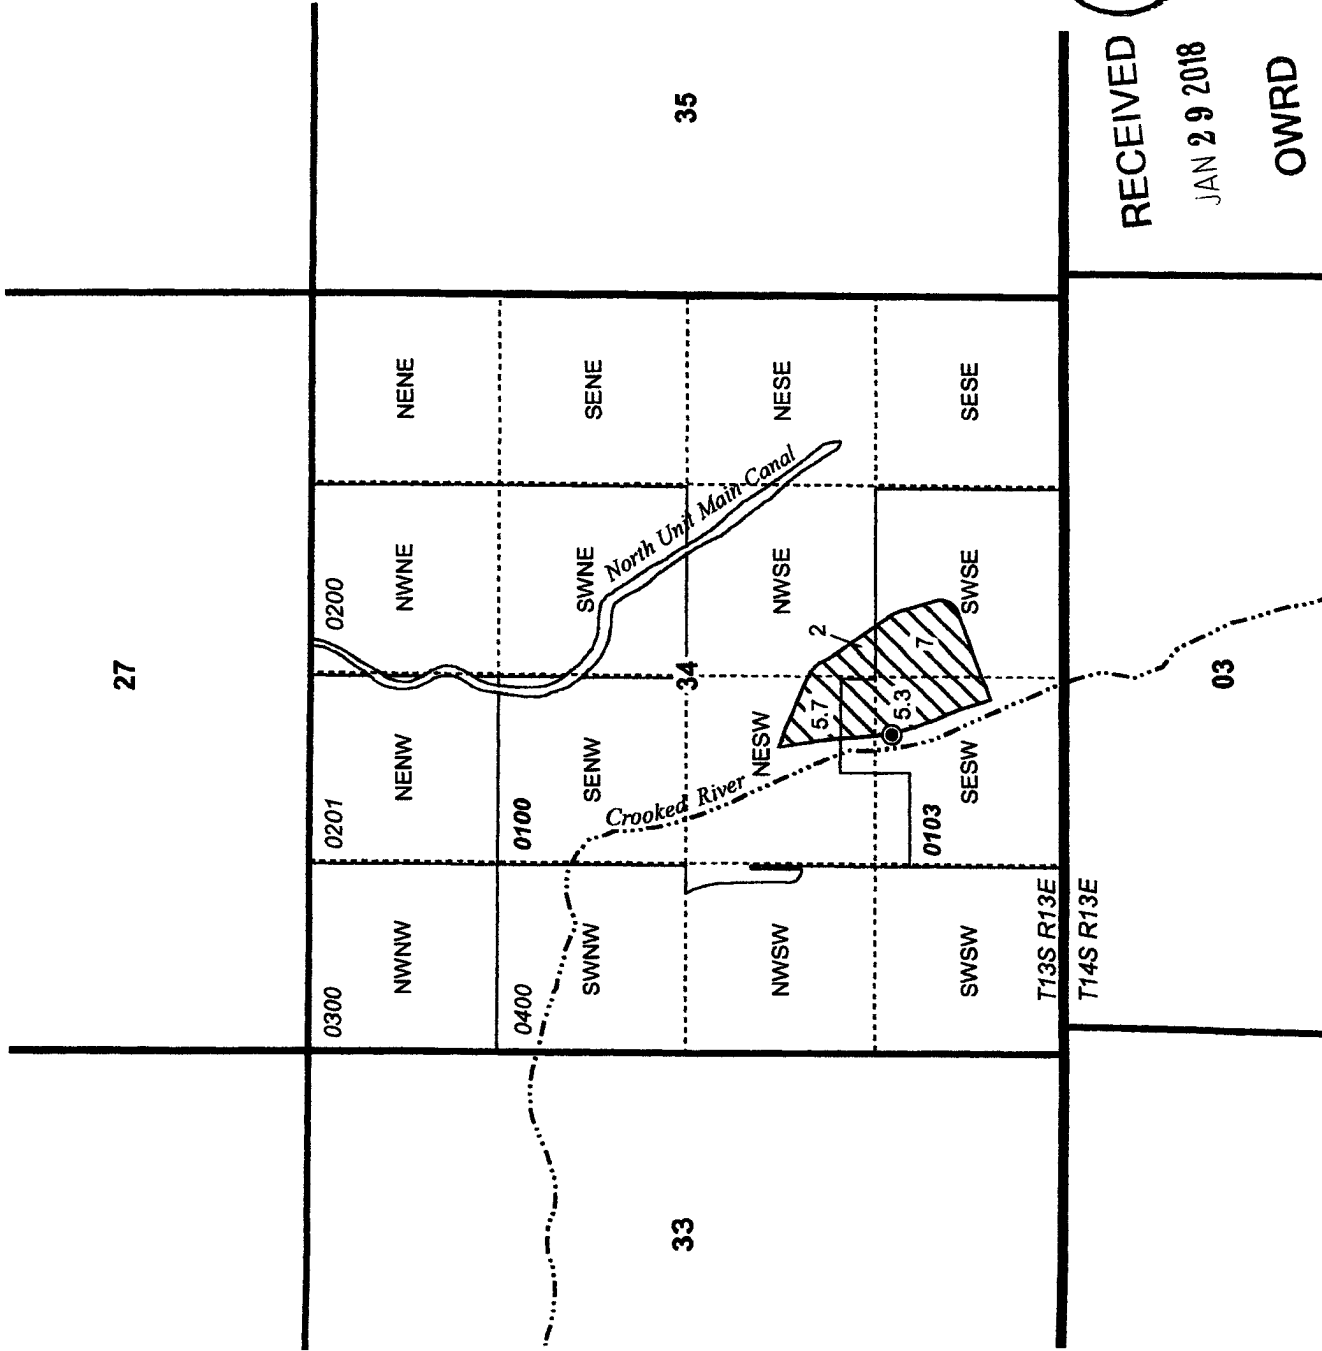 27
35
33
34
03
0300
0201
0200
NWNW
NENW
NWNE
NENE
0400
0100
SWNW
SENW
SWNE
SENE
North Unit Main Canal
Crooked River
NWSW
NESW
NWSE
NESE
5.7
2
5.3
7
0103
SWSW
SESW
SWSE
SESE
T13S R13E
T14S R13E
RECEIVED
JAN 29 2018
OWRD